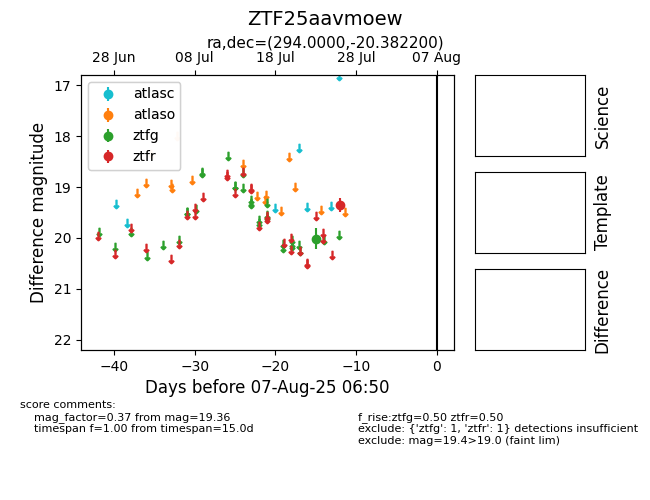 ZTF25aavmoew
ra,dec=(294.0000,-20.382200)
28 Jun
08 Jul
18 Jul
28 Jul
07 Aug
17
18
19
20
21
22
Difference magnitude
atlasc
atlaso
ztfg
ztfr
−40
−30
−20
−10
0
Days before 07-Aug-25 06:50
Science
Template
Difference
score comments:
mag_factor=0.37 from mag=19.36
timespan f=1.00 from timespan=15.0d
f_rise:ztfg=0.50 ztfr=0.50
exclude: {'ztfg': 1, 'ztfr': 1} detections insufficient
exclude: mag=19.4>19.0 (faint lim)